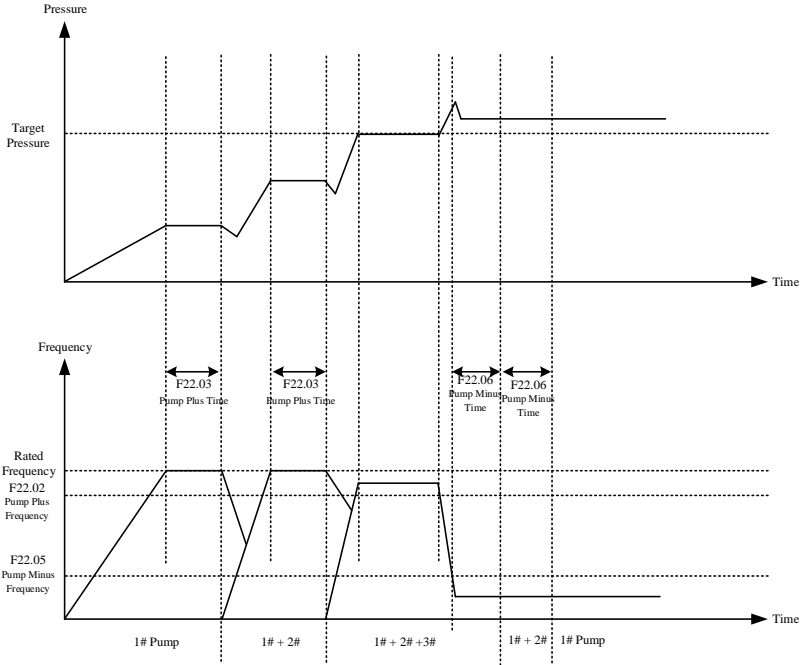 Pressure
Target
Pressure
Time
Frequency
F22.03
Pump Plus Time
F22.03
Pump Plus Time
F22.06
Pump Minus
Time
F22.06
Pump Minus
Time
Rated
Frequency
F22.02
Pump Plus
Frequency
F22.05
Pump Minus
Frequency
Time
1# Pump
1# + 2#
1# + 2# +3#
1# + 2#
1# Pump